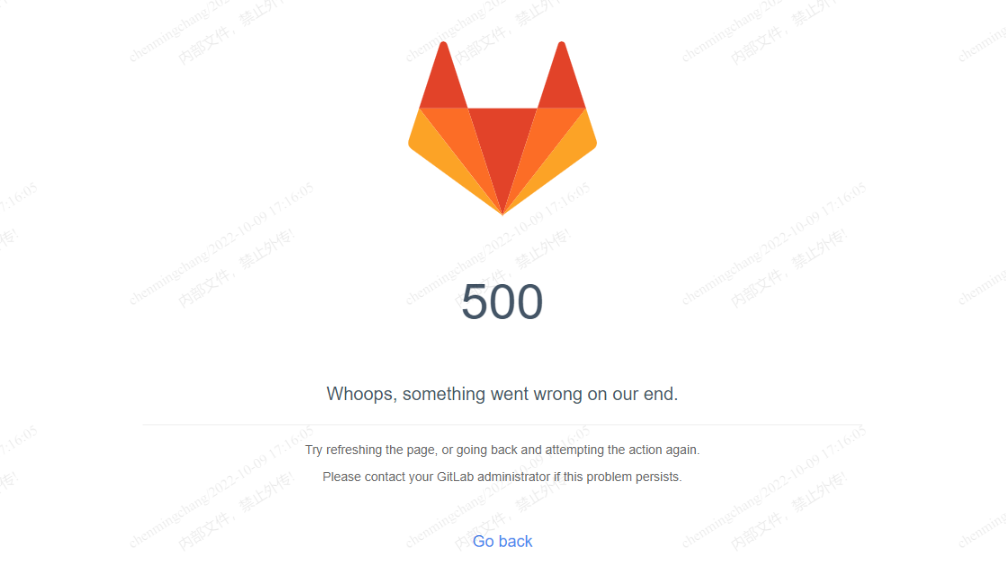 chenmingchang/2022-10-09 17:16:05
内部文件，禁止外传!
500
Whoops, something went wrong on our end.
Try refreshing the page, or going back and attempting the action again.
Please contact your GitLab administrator if this problem persists.
Go back